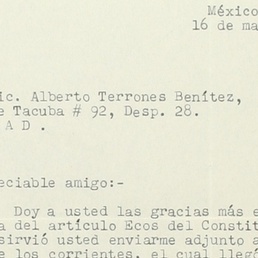 México
16 de ma
ic. Alberto Terrones Benítez,
e Tacuba # 92, Desp. 28.
A D .
eciable amigo:-
Doy a usted las gracias más e
a del artículo Ecos del Constit
sirvió usted enviarme adjunto a
e los corrientes, el cual llegó